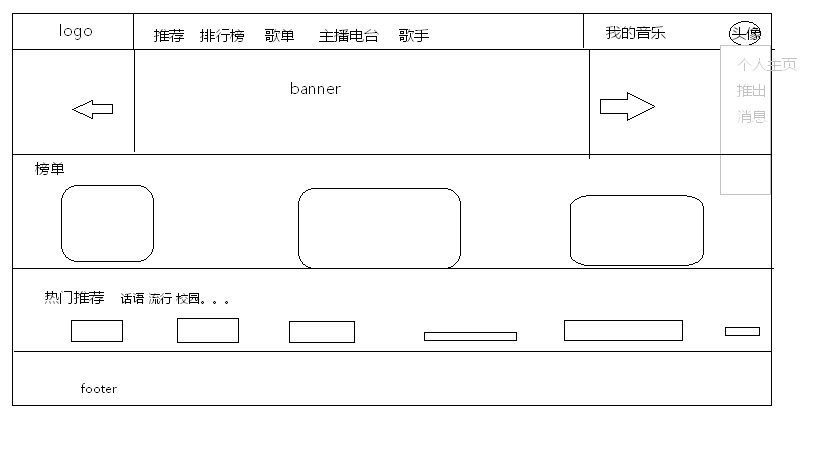 logo 推荐 排行榜 歌单 主播电台 歌手 我的音乐 头像
个人主页
banner
推出
消息
榜单
热门推荐 话语 流行 校园。。。
footer